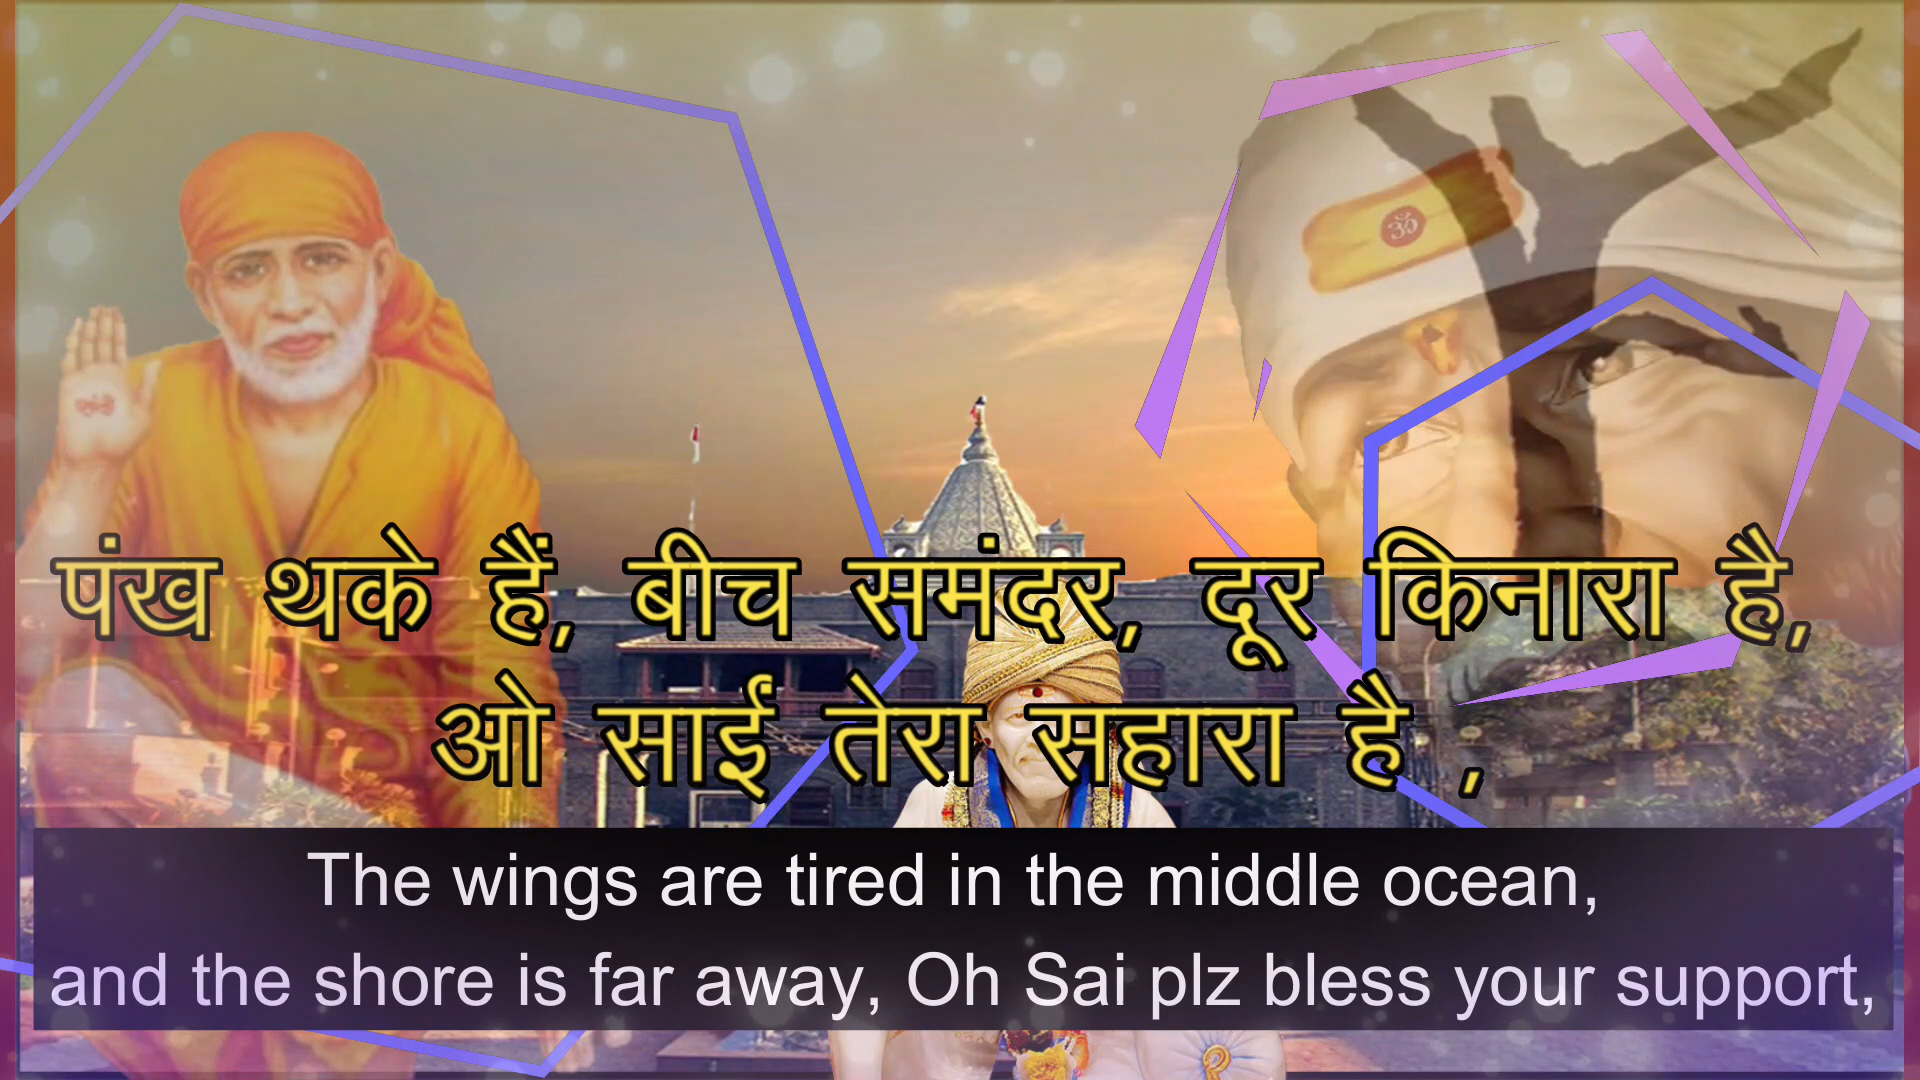 पंख थके हैं, बीच समंदर, दूर किनारा है,
ओ साईं तेरा सहारा है ,
The wings are tired in the middle ocean,
and the shore is far away, Oh Sai plz bless your support,
ॐ